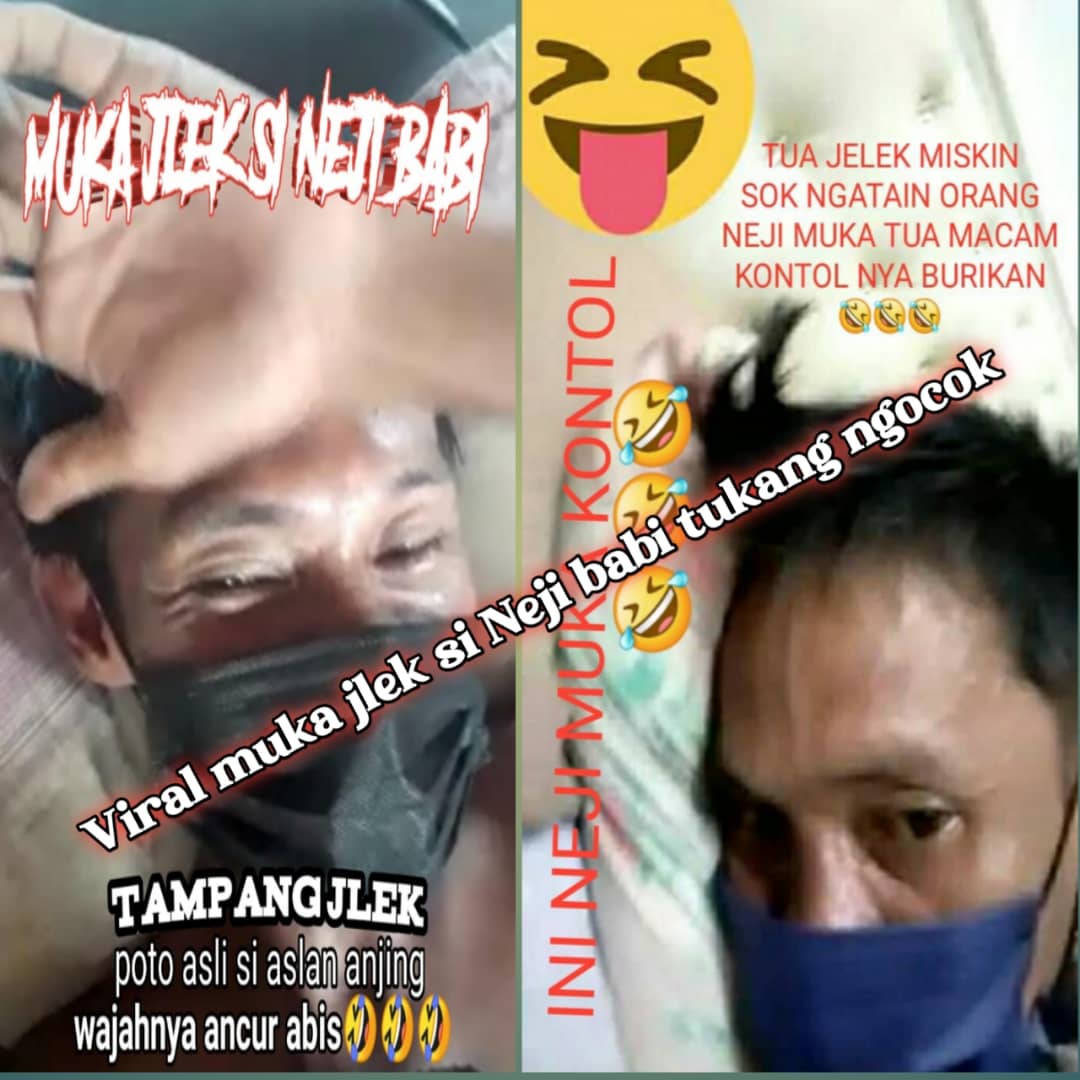 MUKA JLEK SI NEJI BABI
TUA JELEK MISKIN
SOK NGATAIN ORANG
NEJI MUKA TUA MACAM
KONTOL NYA BURIKAN
🤣🤣🤣
INI NEJI MUKA KONTOL 🤣🤣🤣
Viral muka jlek si Neji babi tukang ngocok
TAMPANG JLEK
poto asli si aslan anjing
wajahnya ancur abis🤣🤣🤣